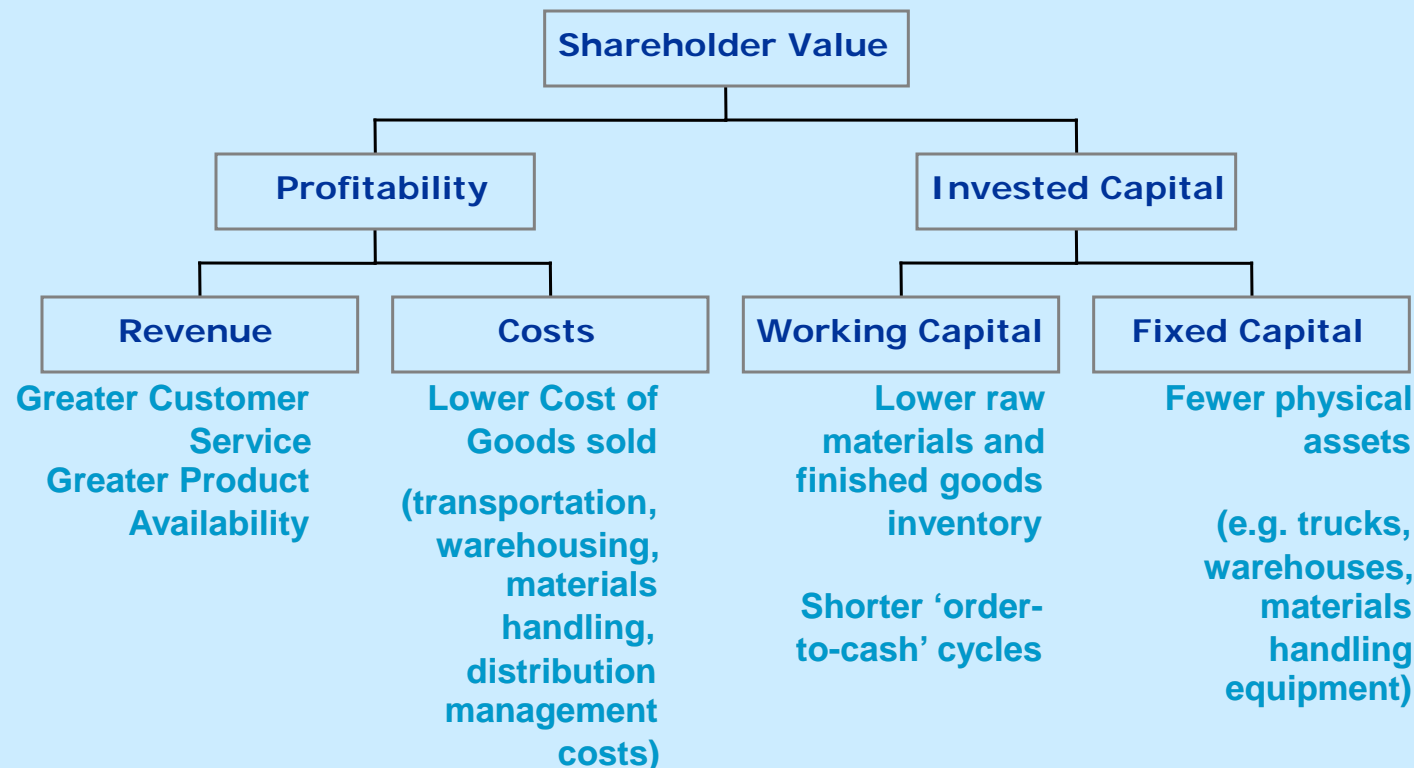 Shareholder Value
Profitability
Invested Capital
Revenue
Costs
Working Capital
Fixed Capital
Greater Customer
Service
Greater Product
Availability
Lower Cost of
Goods sold
(transportation,
warehousing,
materials
handling,
distribution
management
costs)
Lower raw
materials and
finished goods
inventory
Shorter ‘order-
to-cash’ cycles
Fewer physical
assets
(e.g. trucks,
warehouses,
materials
handling
equipment)